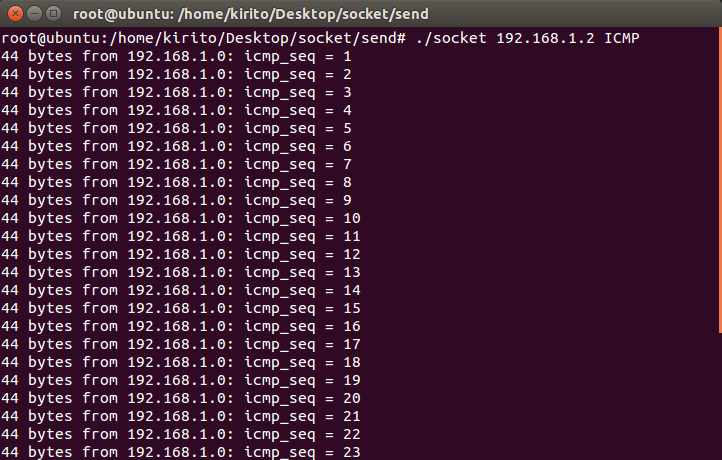 root@ubuntu: /home/kirito/Desktop/socket/send
root@ubuntu:/home/kirito/Desktop/socket/send# ./socket 192.168.1.2 ICMP
44 bytes from 192.168.1.0: icmp_seq = 1
44 bytes from 192.168.1.0: icmp_seq = 2
44 bytes from 192.168.1.0: icmp_seq = 3
44 bytes from 192.168.1.0: icmp_seq = 4
44 bytes from 192.168.1.0: icmp_seq = 5
44 bytes from 192.168.1.0: icmp_seq = 6
44 bytes from 192.168.1.0: icmp_seq = 7
44 bytes from 192.168.1.0: icmp_seq = 8
44 bytes from 192.168.1.0: icmp_seq = 9
44 bytes from 192.168.1.0: icmp_seq = 10
44 bytes from 192.168.1.0: icmp_seq = 11
44 bytes from 192.168.1.0: icmp_seq = 12
44 bytes from 192.168.1.0: icmp_seq = 13
44 bytes from 192.168.1.0: icmp_seq = 14
44 bytes from 192.168.1.0: icmp_seq = 15
44 bytes from 192.168.1.0: icmp_seq = 16
44 bytes from 192.168.1.0: icmp_seq = 17
44 bytes from 192.168.1.0: icmp_seq = 18
44 bytes from 192.168.1.0: icmp_seq = 19
44 bytes from 192.168.1.0: icmp_seq = 20
44 bytes from 192.168.1.0: icmp_seq = 21
44 bytes from 192.168.1.0: icmp_seq = 22
44 bytes from 192.168.1.0: icmp_seq = 23